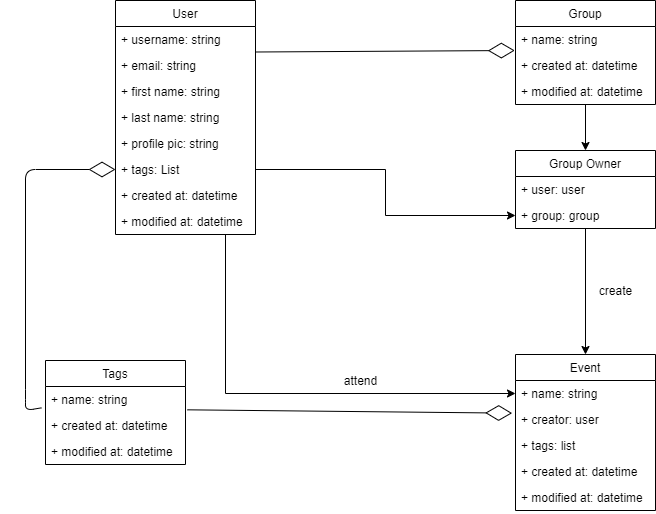 User
+ username: string
+ email: string
+ first name: string
+ last name: string
+ profile pic: string
+ tags: List
+ created at: datetime
+ modified at: datetime
Group
+ name: string
+ created at: datetime
+ modified at: datetime
Group Owner
+ user: user
+ group: group
create
attend
Tags
+ name: string
+ created at: datetime
+ modified at: datetime
Event
+ name: string
+ creator: user
+ tags: list
+ created at: datetime
+ modified at: datetime